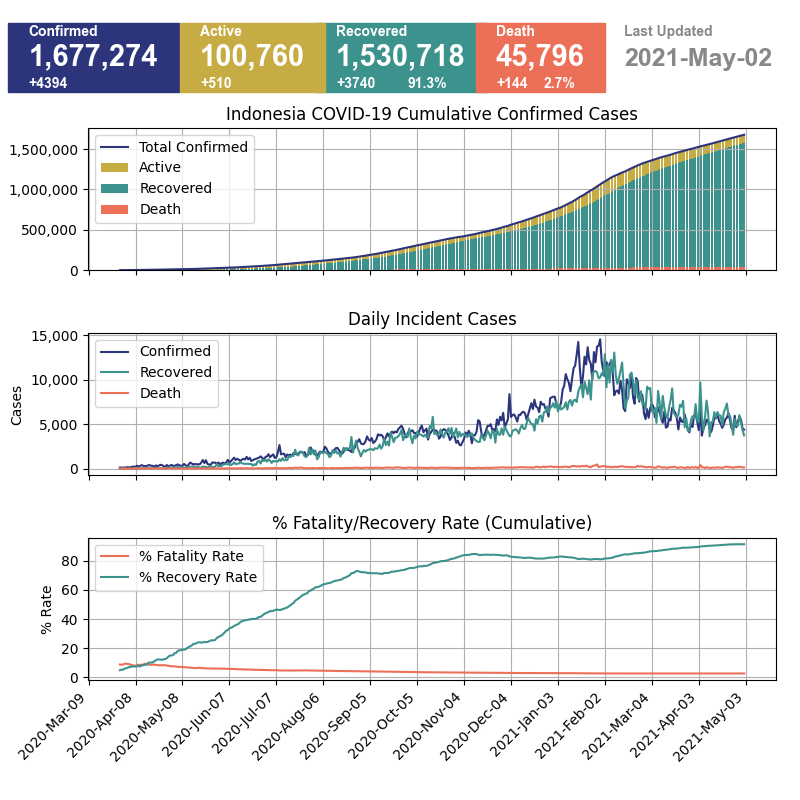 Confirmed Active Recovered Death Last Updated
1,677,274 100,760 1,530,718 45,796 2021-May-02
+4394 +510 +3740 91.3% +144 2.7%
Indonesia COVID-19 Cumulative Confirmed Cases
Total Confirmed
Active
Recovered
Death
1,500,000
1,000,000
500,000
0
Daily Incident Cases
Confirmed
Recovered
Death
15,000
10,000
5,000
0
Cases
% Fatality/Recovery Rate (Cumulative)
% Fatality Rate
% Recovery Rate
80
60
40
20
0
% Rate
2020-Mar-09
2020-Apr-08
2020-May-08
2020-Jun-07
2020-Jul-07
2020-Aug-06
2020-Sep-05
2020-Oct-05
2020-Nov-04
2020-Dec-04
2021-Jan-03
2021-Feb-02
2021-Mar-04
2021-Apr-03
2021-May-03